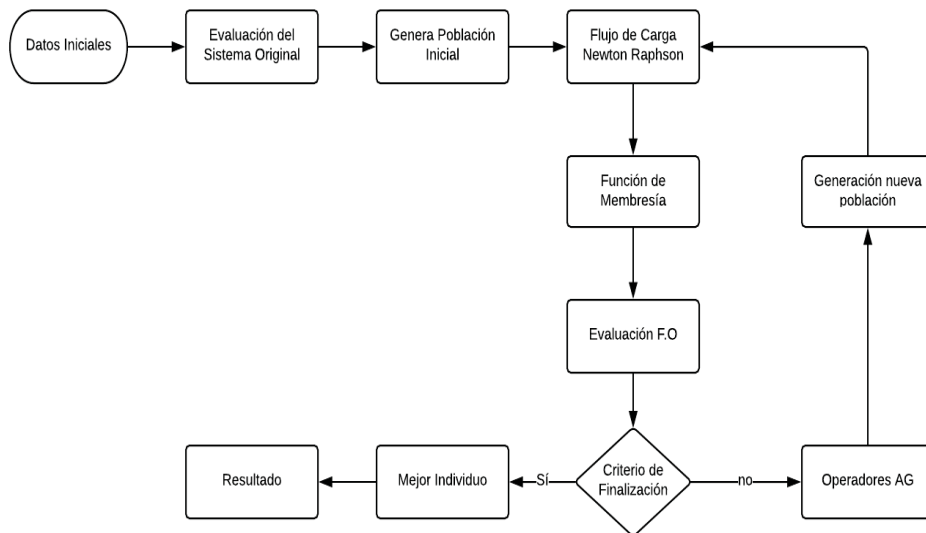 Datos Iniciales
Evaluación del
Sistema Original
Genera Población
Inicial
Flujo de Carga
Newton Raphson
Función de
Membresía
Generación nueva
población
Evaluación F.O
Resultado
Mejor Individuo
Sí
Criterio de
Finalización
no
Operadores AG